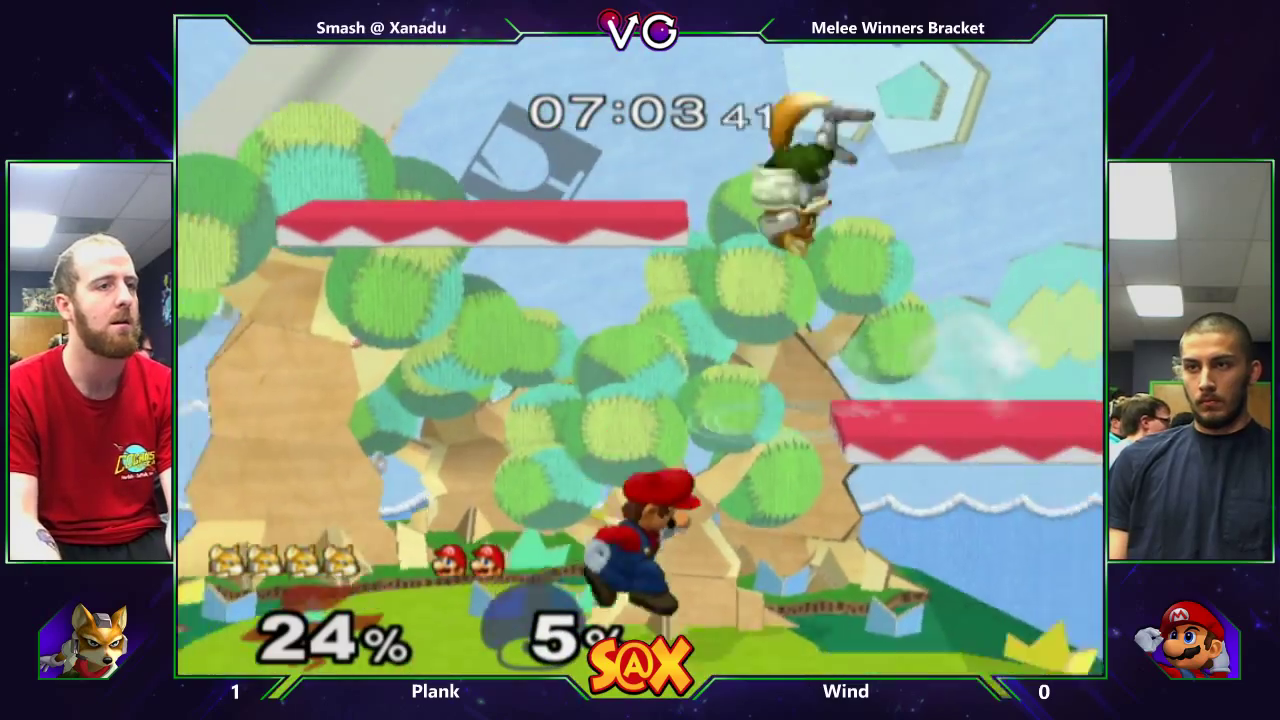 Smash @ Xanadu
VG
Melee Winners Bracket
07:03 41
24%
5%
S@X
1
Plank
Wind
0